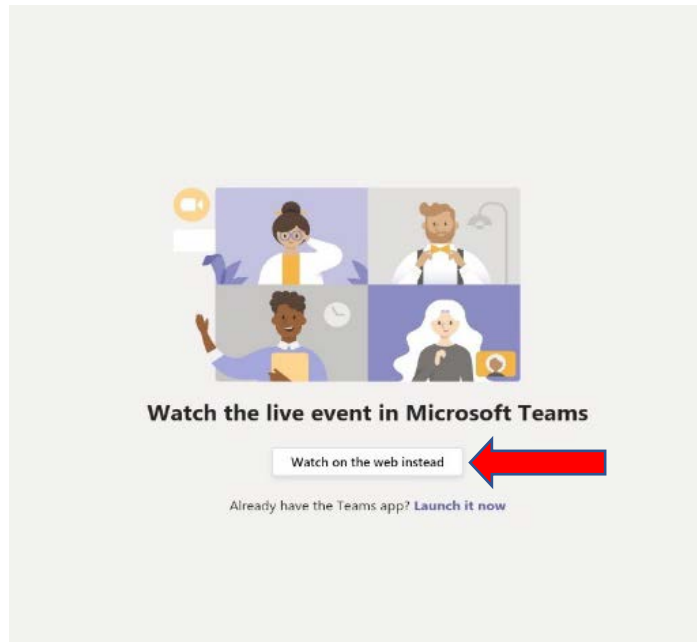 Watch the live event in Microsoft Teams
Watch on the web instead
Already have the Teams app? Launch it now